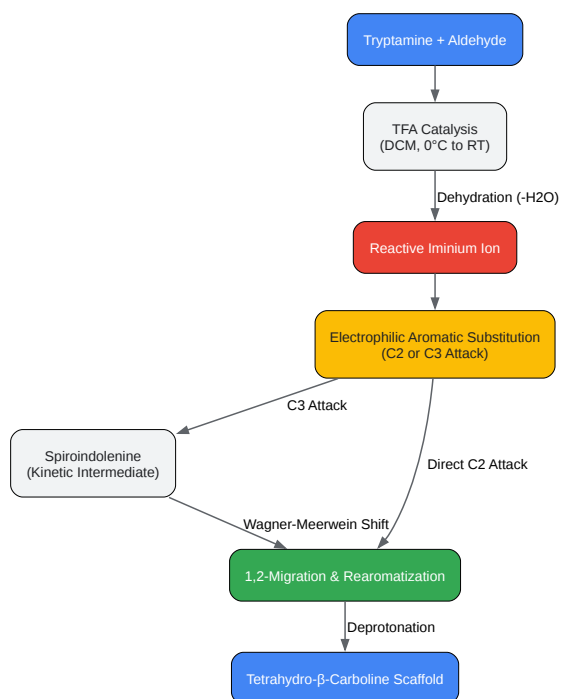 Tryptamine + Aldehyde
TFA Catalysis
(DCM, 0°C to RT)
Dehydration (-H2O)
Reactive Iminium Ion
Electrophilic Aromatic Substitution
(C2 or C3 Attack)
C3 Attack
Spiroindolenine
(Kinetic Intermediate)
Direct C2 Attack
Wagner-Meerwein Shift
1,2-Migration & Rearomatization
Deprotonation
Tetrahydro-β-Carboline Scaffold